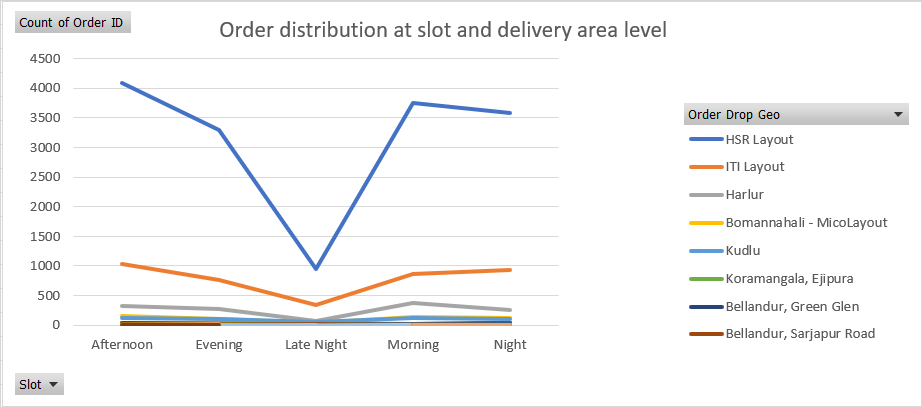 Count of Order ID
Order distribution at slot and delivery area level
4500
4000
3500
3000
2500
2000
1500
1000
500
0
Afternoon Evening Late Night Morning Night
Order Drop Geo
HSR Layout
ITI Layout
Harlur
Bomannahali - MicoLayout
Kudlu
Koramangala, Ejipura
Bellandur, Green Glen
Bellandur, Sarjapur Road
Slot